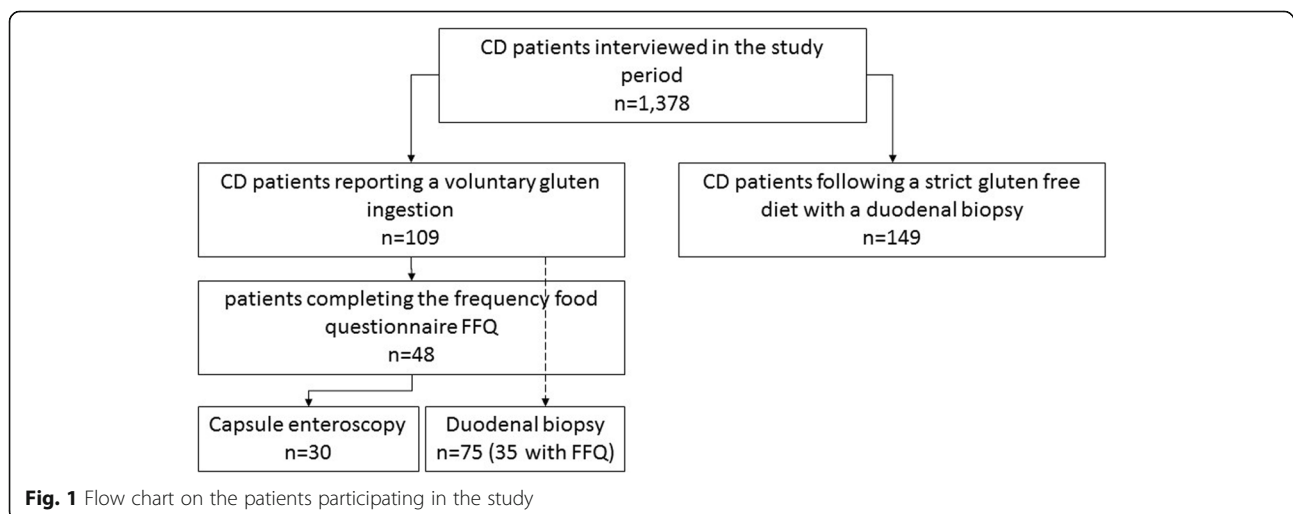 CD patients interviewed in the study
period
n=1,378
CD patients reporting a voluntary gluten
ingestion
n=109
CD patients following a strict gluten free
diet with a duodenal biopsy
n=149
patients completing the frequency food
questionnaire FFQ
n=48
Capsule enteroscopy
n=30
Duodenal biopsy
n=75 (35 with FFQ)
Fig. 1 Flow chart on the patients participating in the study